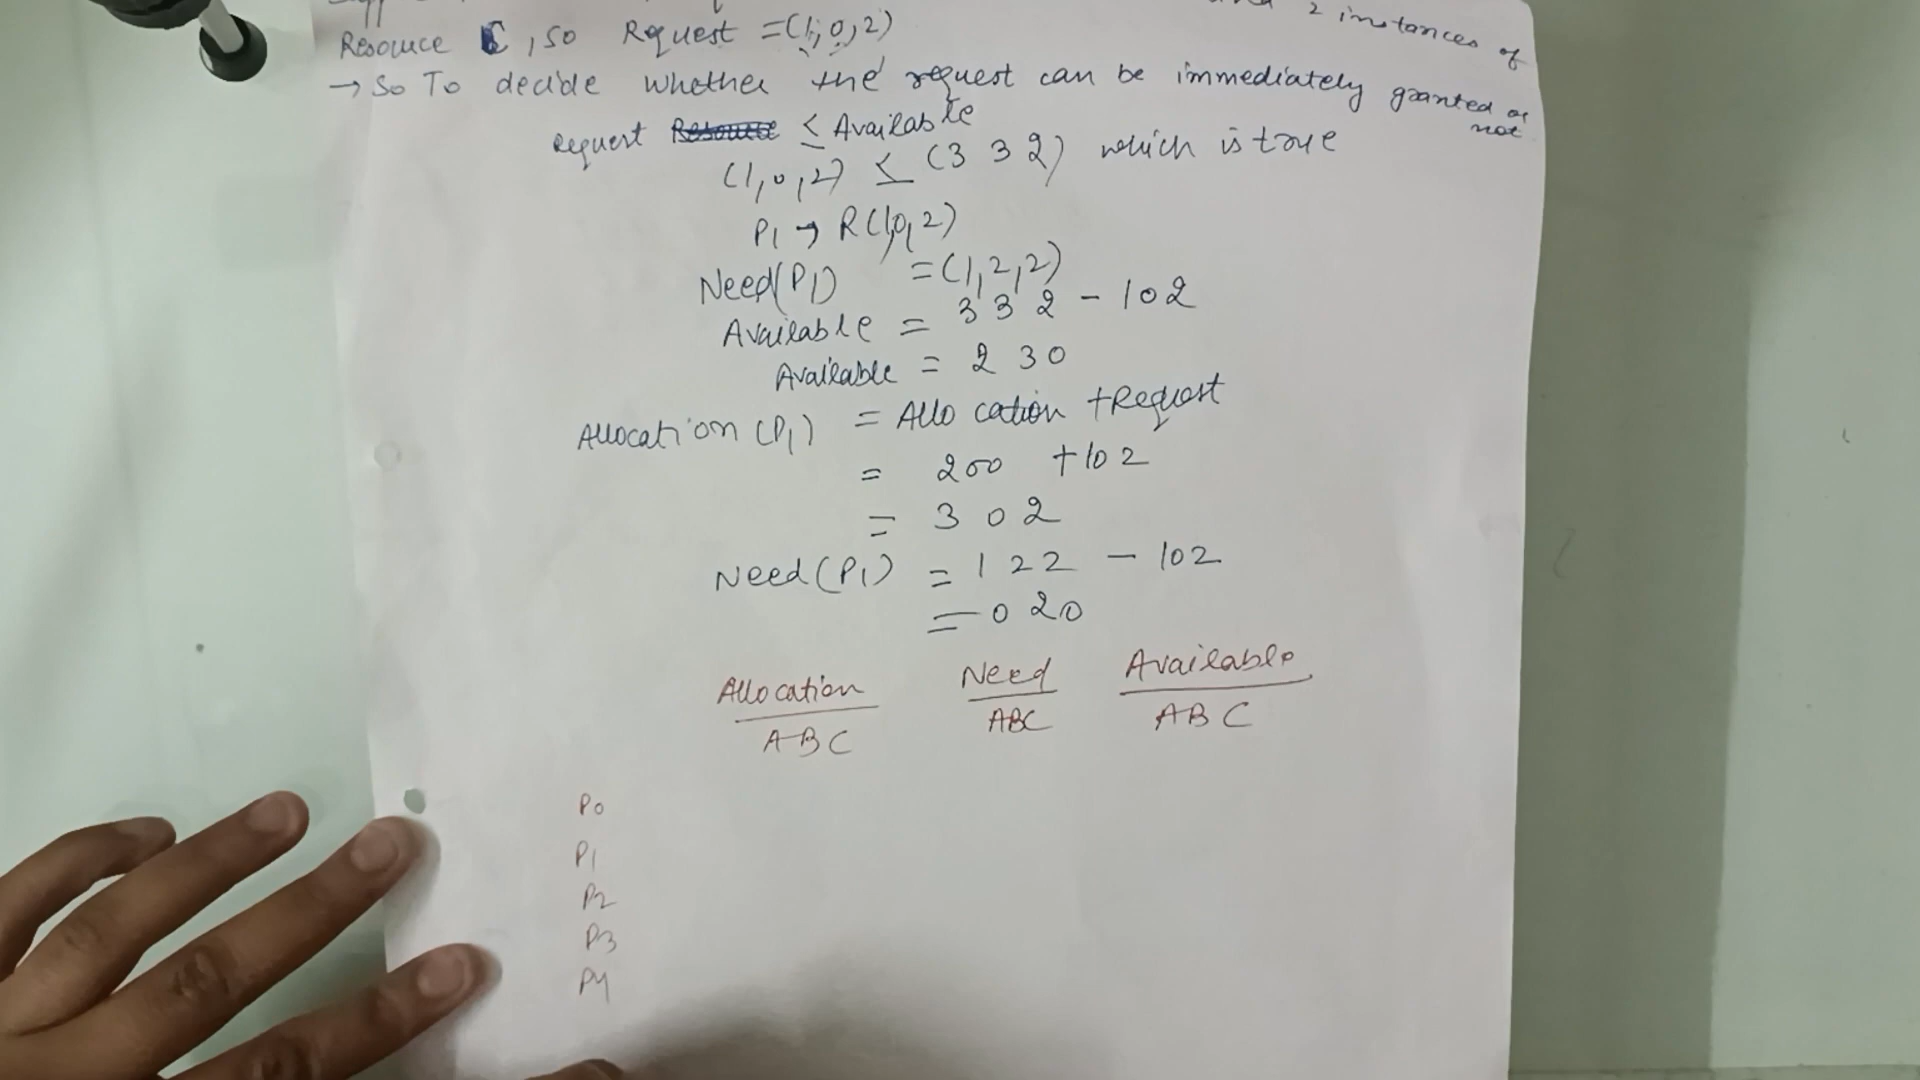 2 instances of
Resource C, so Request = (1, 0, 2)
→ So To decide whether the request can be immediately granted or not
Request ≤ Available
(1, 0, 2) ≤ (3 3 2) which is true
P1 → R(1,0,2)
Need(P1) = (1,2,2)
Available = 3 3 2 - 102
Available = 2 3 0
Allocation (P1) = Allocation + Request
= 200 + 102
= 3 0 2
Need (P1) = 1 2 2 - 102
= 0 20
Allocation Need Available
ABC ABC ABC
P0
P1
P2
P3
P4